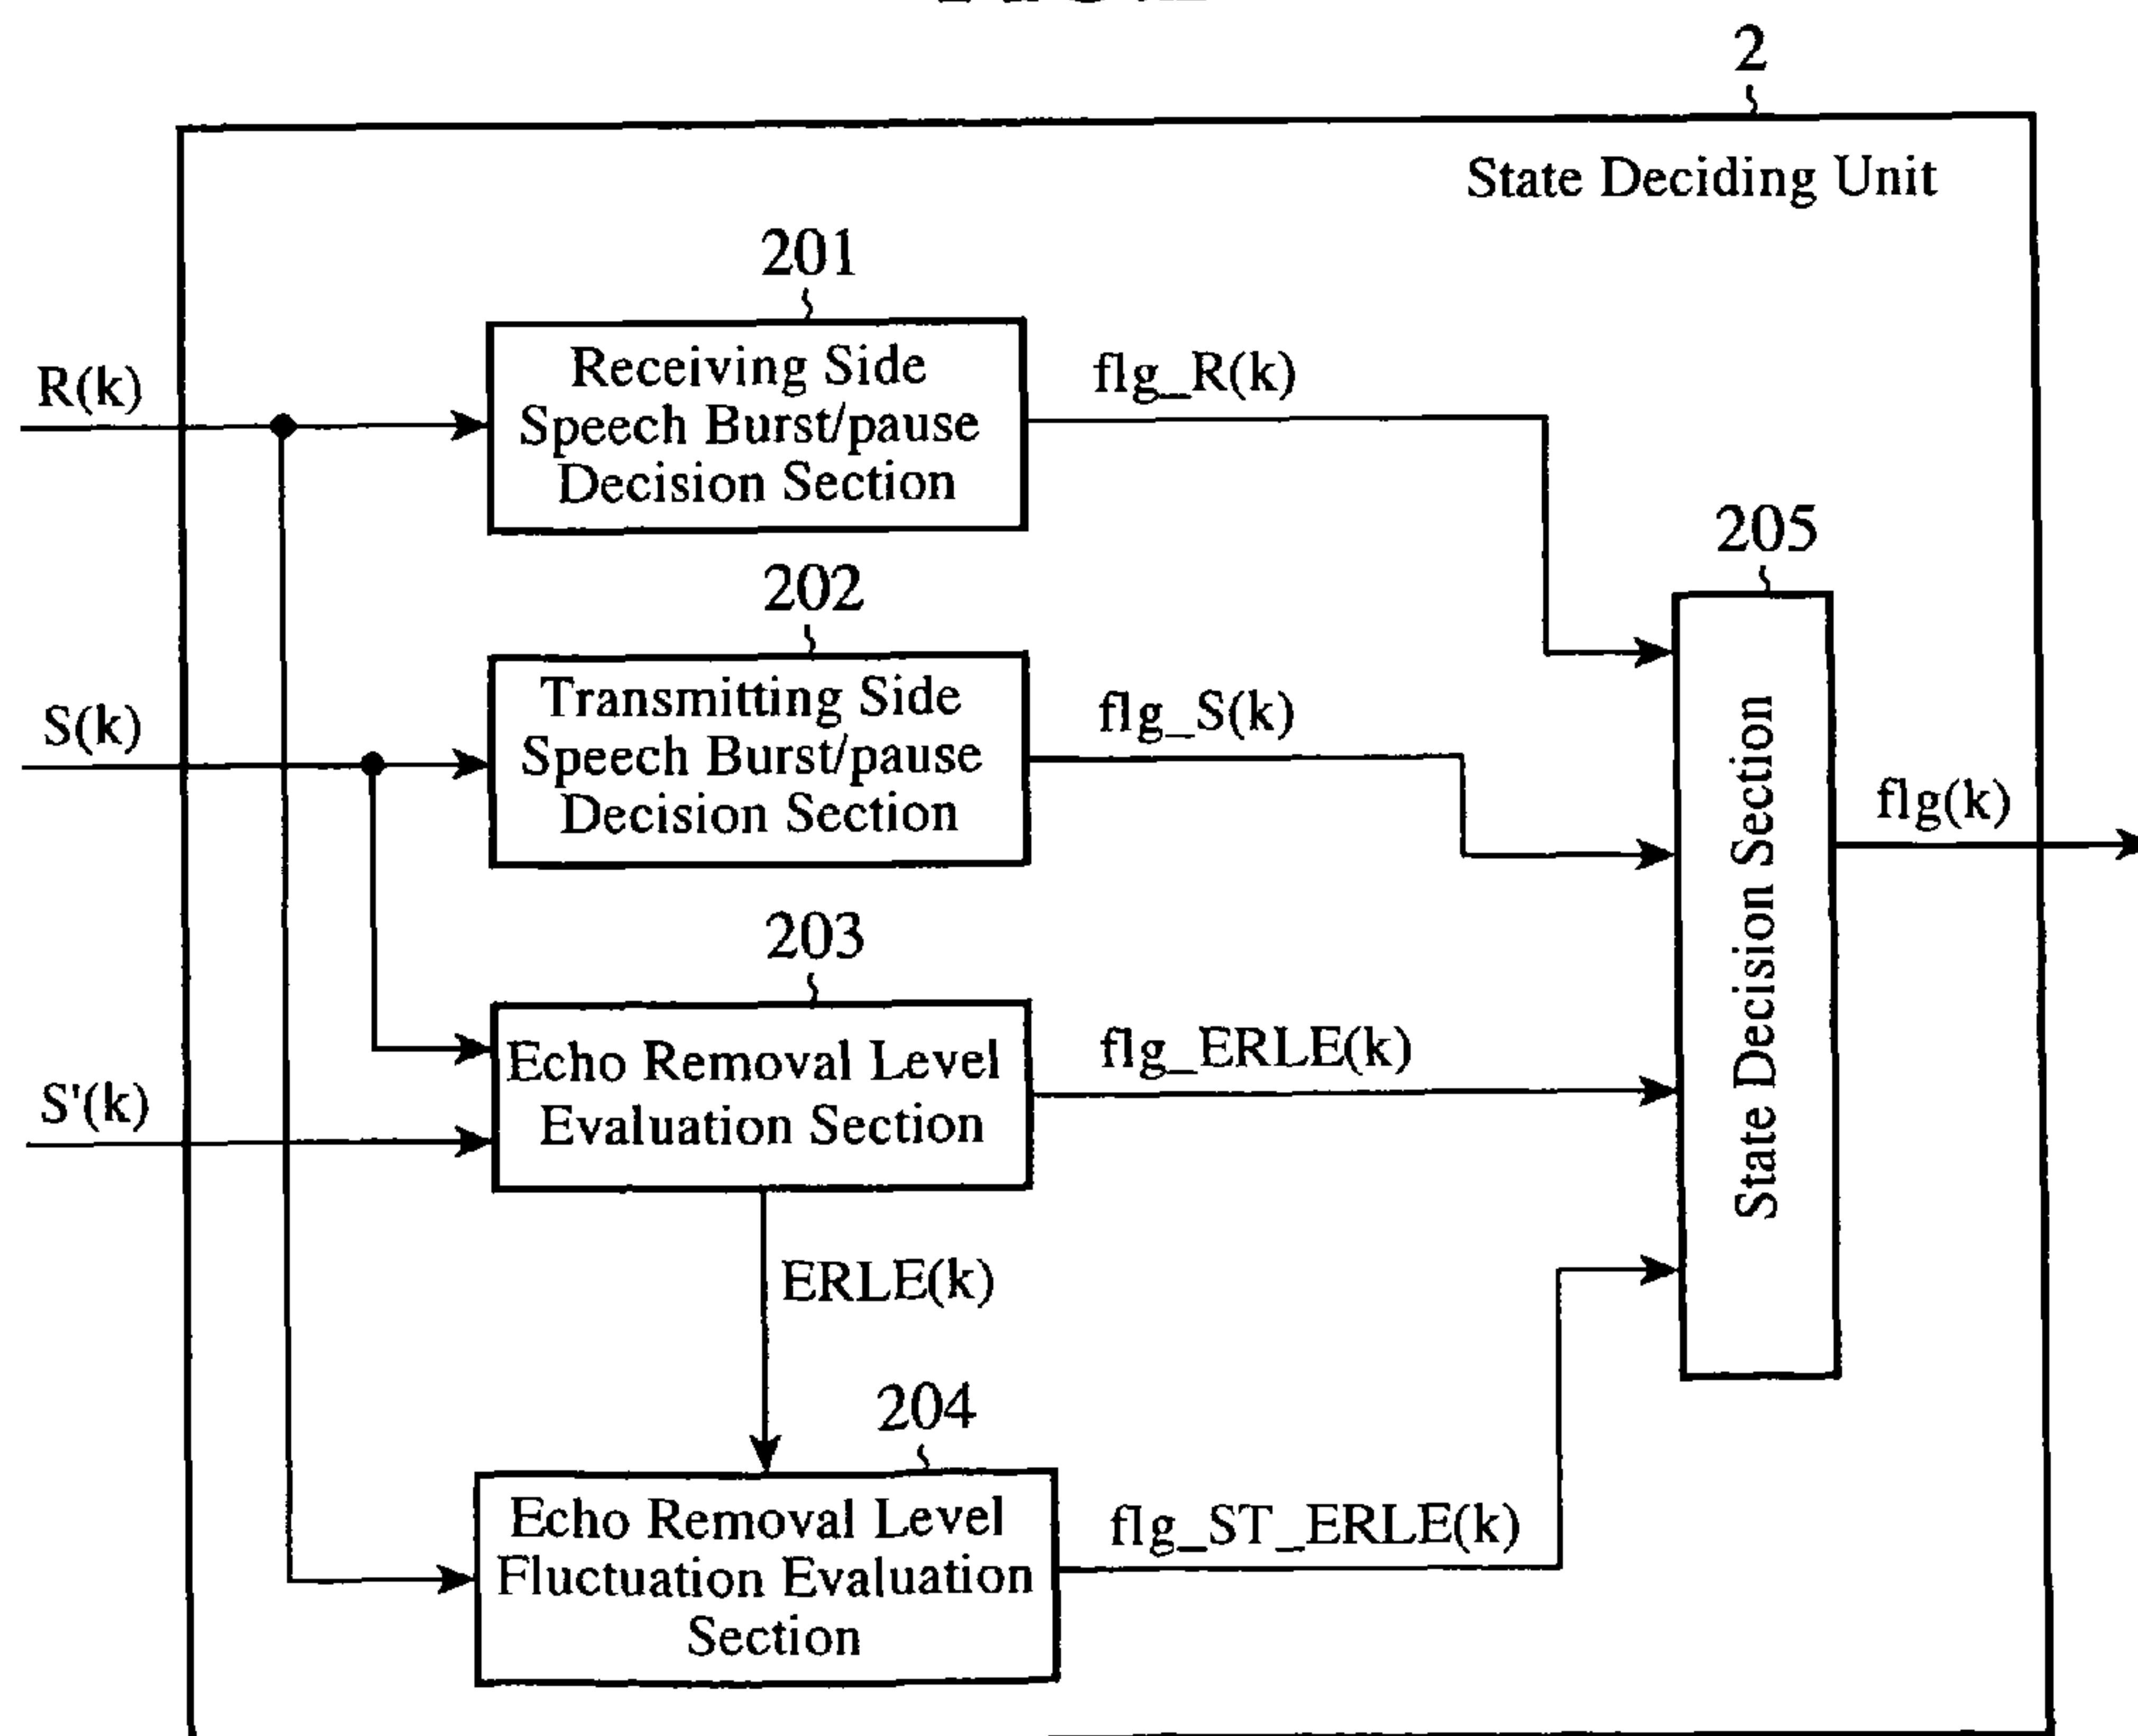 2
State Deciding Unit
201
Receiving Side
Speech Burst/pause
Decision Section
R(k)
flg_R(k)
202
Transmitting Side
Speech Burst/pause
Decision Section
S(k)
flg_S(k)
205
State Decision Section
flg(k)
203
Echo Removal Level
Evaluation Section
S'(k)
flg_ERLE(k)
ERLE(k)
204
Echo Removal Level
Fluctuation Evaluation
Section
flg_ST_ERLE(k)